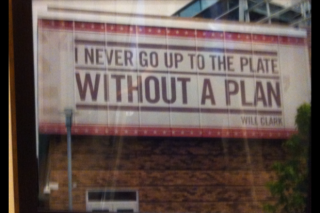 I NEVER GO UP TO THE PLATE
WITHOUT A PLAN
WILL CLARK